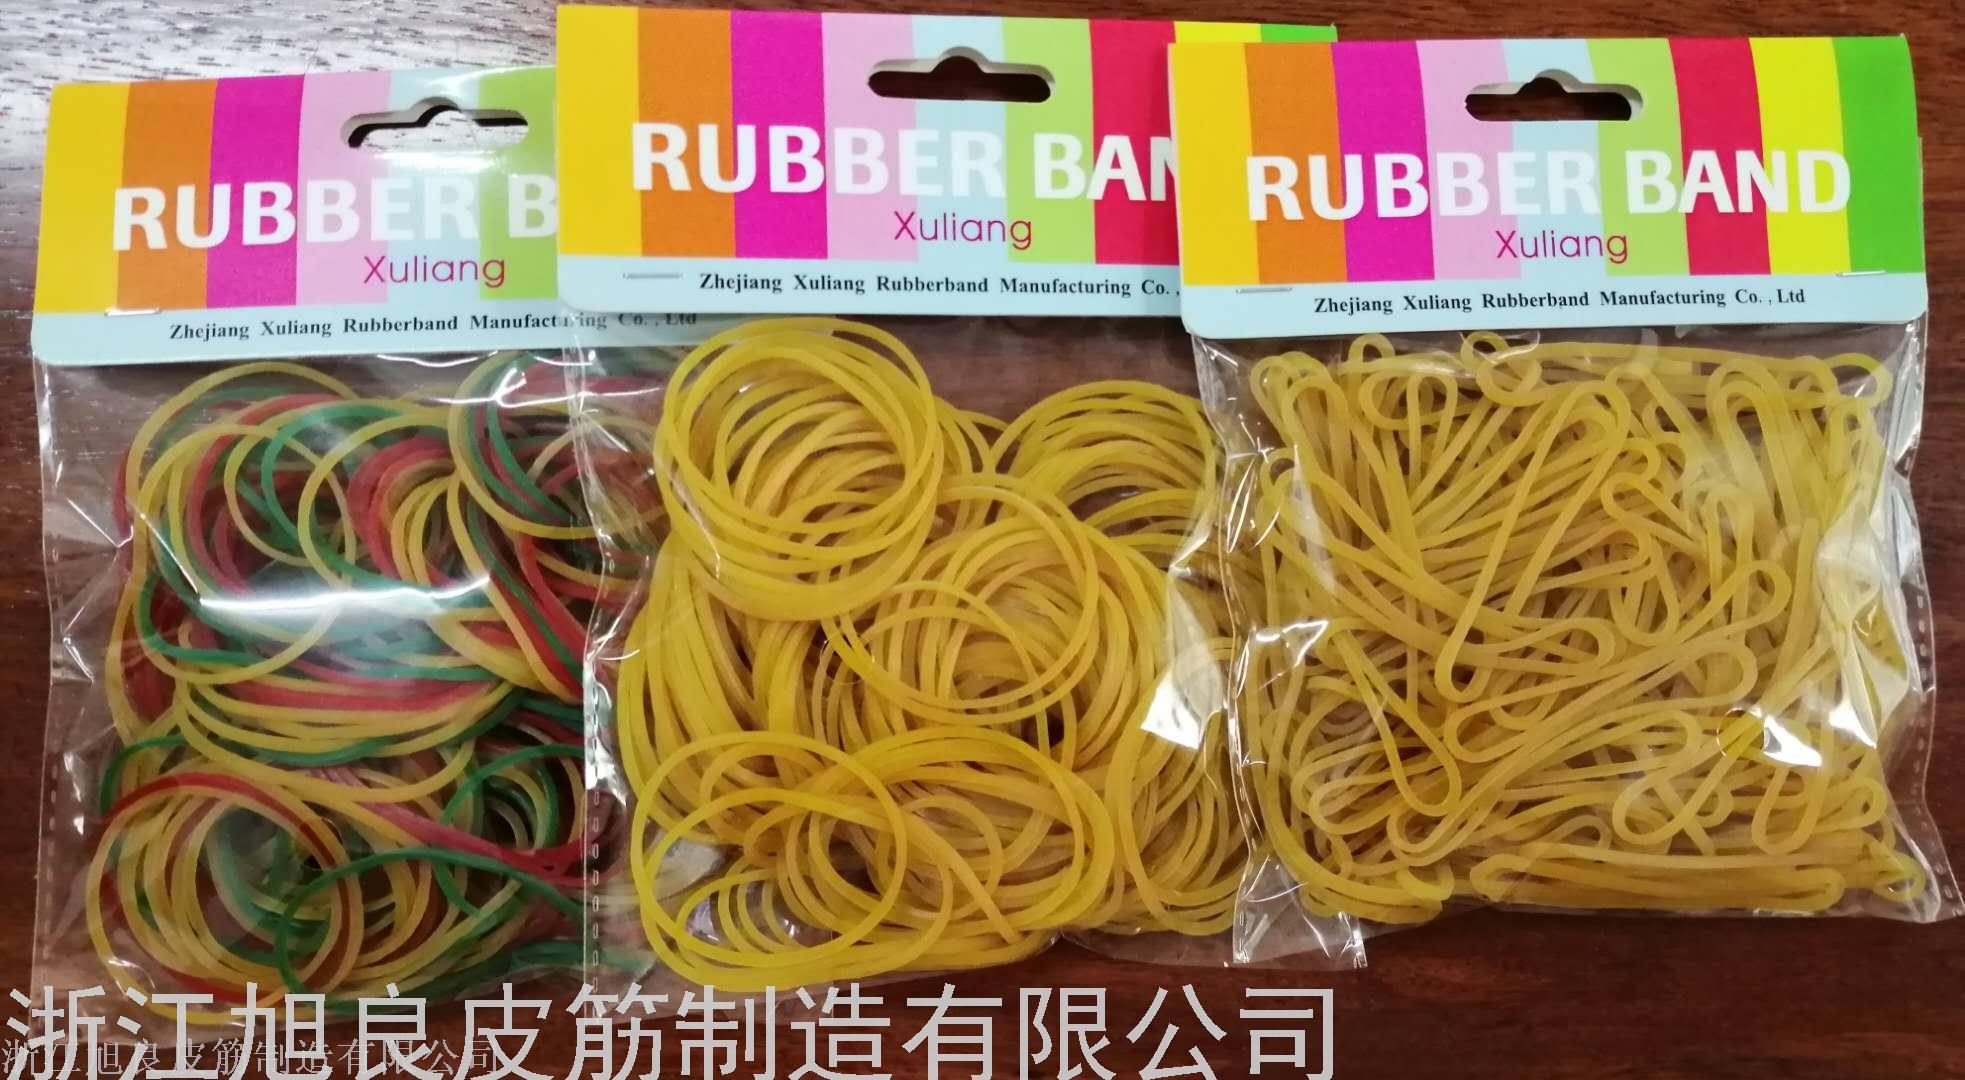 RUBBER B
Xuliang
Zhejiang Xuliang Rubberband Manufacturing Co. , Ltd
RUBBER BAN
Xuliang
Zhejiang Xuliang Rubberband Manufacturing Co. ,
RUBBER BAND
Xuliang
Zhejiang Xuliang Rubberband Manufacturing Co. , Ltd
浙江旭良皮筋制造有限公司
浙江旭良皮筋制造有限公司